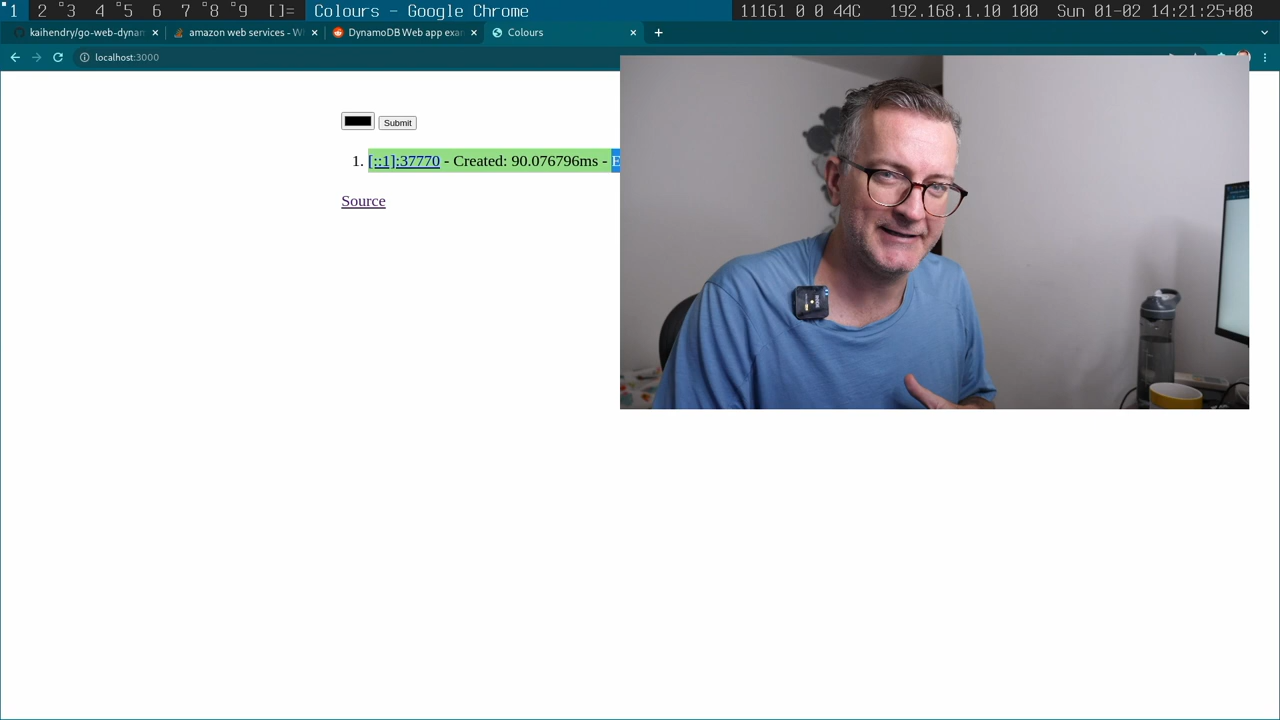 1 2 3 4 5 6 7 8 9 []= Colours - Google Chrome 11161 0 0 44C 192.168.1.10 100 Sun 01-02 14:21:25+08
kaihendry/go-web-dynam amazon web services - W DynamoDB Web app exa Colours
localhost:3000
Submit
1. [::1]:37770 - Created: 90.076796ms - E
Source